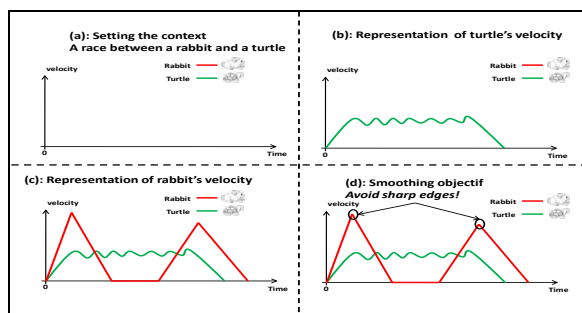 (a): Setting the context
A race between a rabbit and a turtle
velocity
Rabbit
Turtle
0
Time
(b): Representation of turtle's velocity
velocity
Rabbit
Turtle
0
Time
(c): Representation of rabbit's velocity
velocity
Rabbit
Turtle
0
Time
(d): Smoothing objectif
Avoid sharp edges!
velocity
Rabbit
Turtle
0
Time